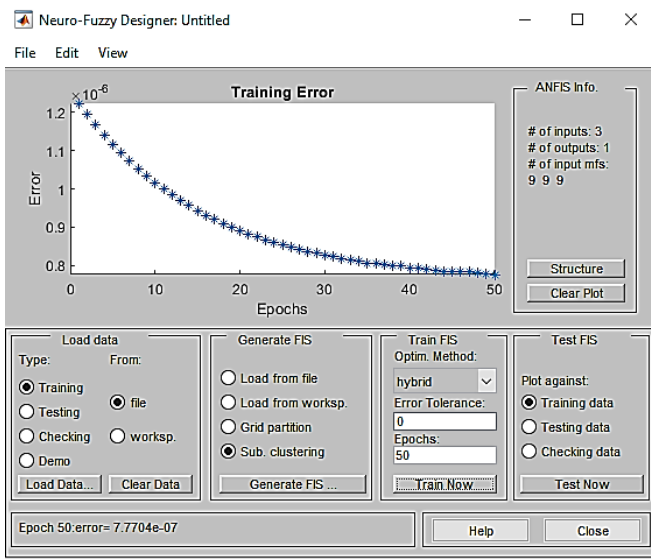 Neuro-Fuzzy Designer: Untitled
File Edit View
×10^-6
Training Error
1.2
1.1
1
0.9
0.8
Error
0 10 20 30 40 50
Epochs
ANFIS Info.
# of inputs: 3
# of outputs: 1
# of input mfs:
9 9 9
Structure
Clear Plot
Load data
Type: From:
Training
file
Testing
Checking
worksp.
Demo
Load Data... Clear Data
Generate FIS
Load from file
Load from worksp.
Grid partition
Sub. clustering
Generate FIS ...
Train FIS
Optim. Method:
hybrid
Error Tolerance:
0
Epochs:
50
Train Now
Test FIS
Plot against:
Training data
Testing data
Checking data
Test Now
Epoch 50:error= 7.7704e-07
Help Close